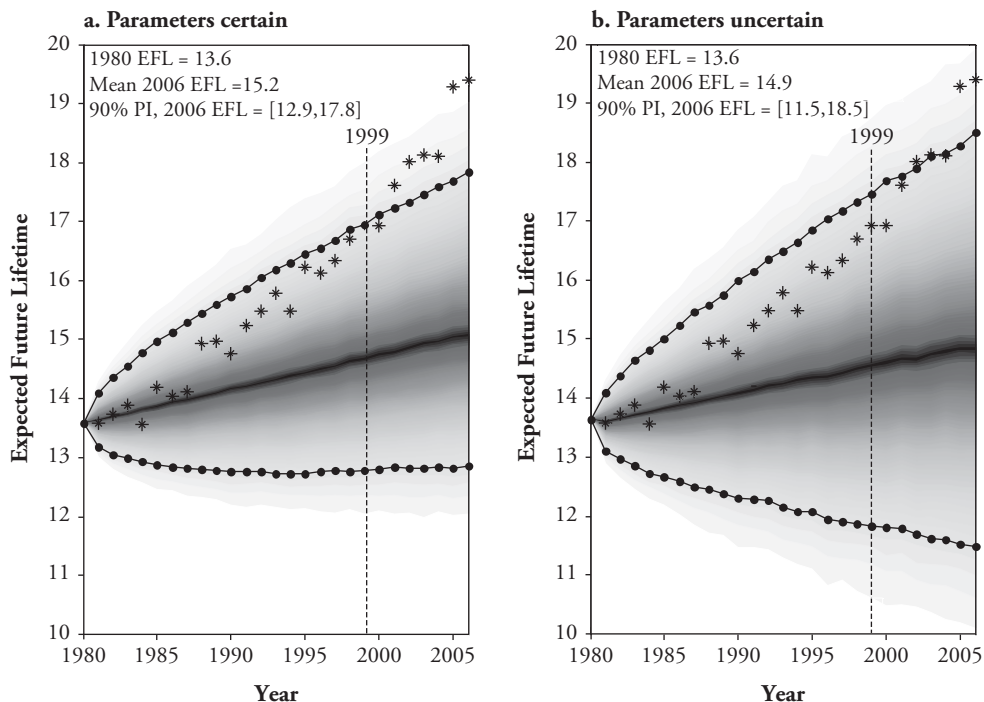 a. Parameters certain
20
19
18
17
16
15
14
13
12
11
10
1980 EFL = 13.6
Mean 2006 EFL =15.2
90% PI, 2006 EFL = [12.9,17.8]
1999
Expected Future Lifetime
1980 1985 1990 1995 2000 2005
Year
b. Parameters uncertain
20
19
18
17
16
15
14
13
12
11
10
1980 EFL = 13.6
Mean 2006 EFL = 14.9
90% PI, 2006 EFL = [11.5,18.5]
1999
Expected Future Lifetime
1980 1985 1990 1995 2000 2005
Year